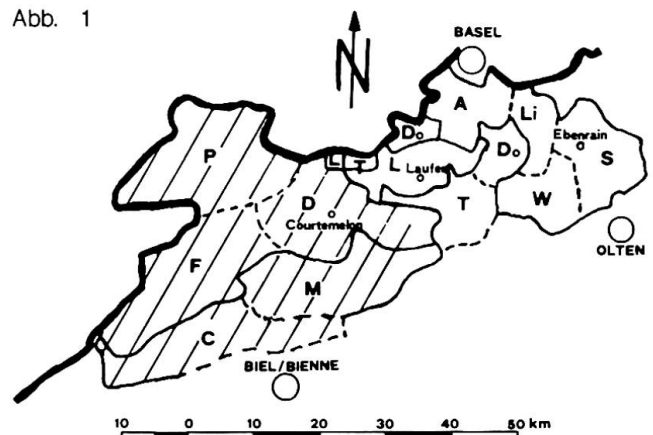 Abb. 1
N
BASEL
A
Li
P
Do
Ebenrain
L
T
L
Laufen
Do
S
D
Courtemelon
T
W
F
OLTEN
M
C
BIEL/BIENNE
10 0 10 20 30 40 50 km